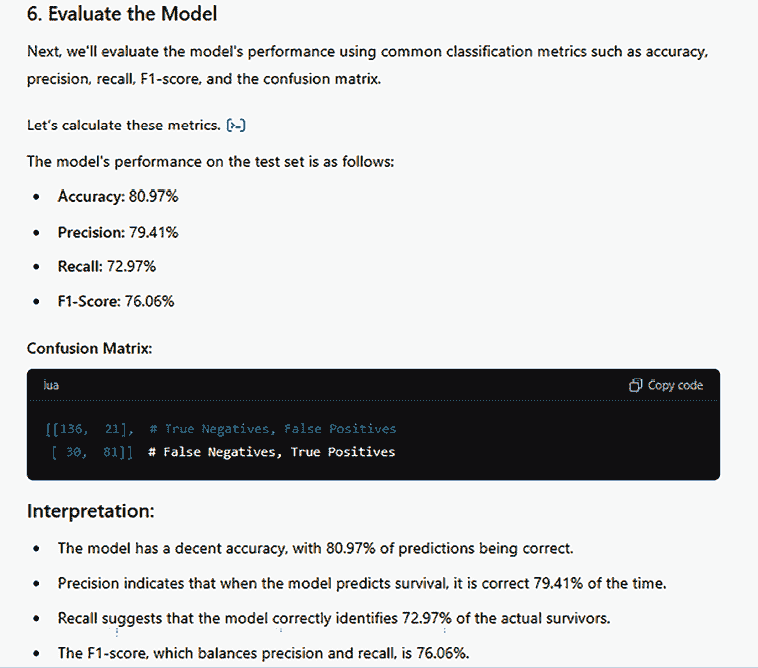 6. Evaluate the Model
Next, we'll evaluate the model's performance using common classification metrics such as accuracy,
precision, recall, F1-score, and the confusion matrix.
Let's calculate these metrics. [>-]
The model's performance on the test set is as follows:
• Accuracy: 80.97%
• Precision: 79.41%
• Recall: 72.97%
• F1-Score: 76.06%
Confusion Matrix:
lua Copy code
[[136, 21], # True Negatives, False Positives
[ 30, 81]] # False Negatives, True Positives
Interpretation:
• The model has a decent accuracy, with 80.97% of predictions being correct.
• Precision indicates that when the model predicts survival, it is correct 79.41% of the time.
• Recall suggests that the model correctly identifies 72.97% of the actual survivors.
• The F1-score, which balances precision and recall, is 76.06%.